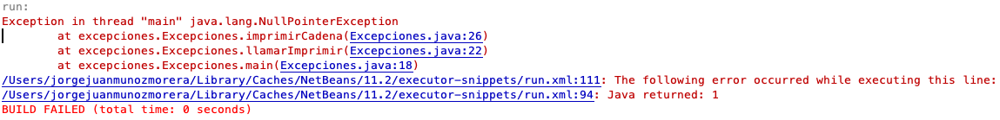 run:
Exception in thread "main" java.lang.NullPointerException
at excepciones.Excepciones.imprimirCadena(Excepciones.java:26)
at excepciones.Excepciones.llamarImprimir(Excepciones.java:22)
at excepciones.Excepciones.main(Excepciones.java:18)
/Users/jorgejuanmunozmorera/Library/Caches/NetBeans/11.2/executor-snippets/run.xml:111: The following error occurred while executing this line:
/Users/jorgejuanmunozmorera/Library/Caches/NetBeans/11.2/executor-snippets/run.xml:94: Java returned: 1
BUILD FAILED (total time: 0 seconds)